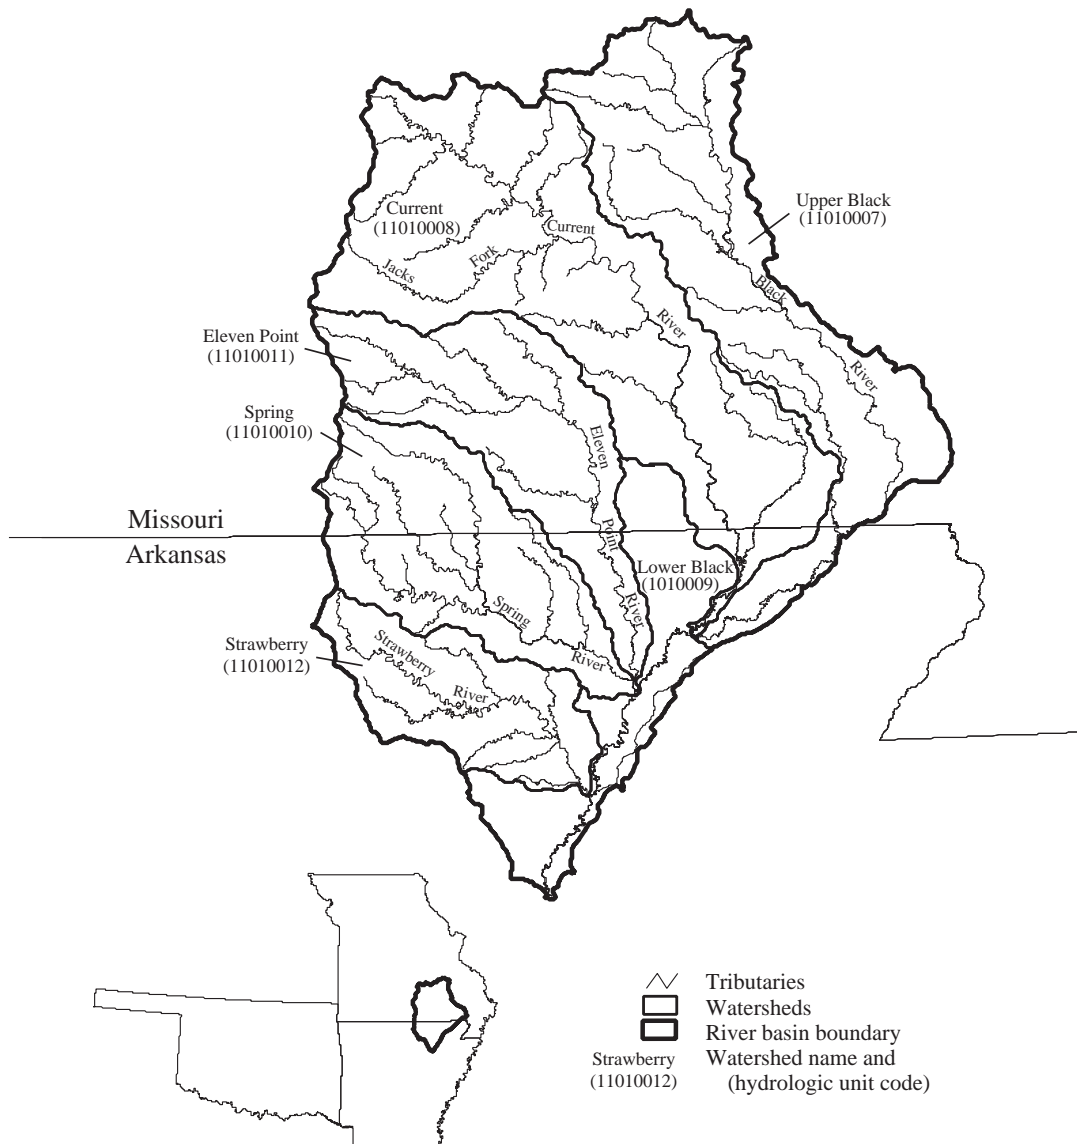 Upper Black
(11010007)
Current
(11010008)
Current
Jacks
Fork
Black
River
River
Eleven Point
(11010011)
Spring
(11010010)
Eleven
Point
River
Missouri
Arkansas
Lower Black
(1010009)
Spring
River
Strawberry
(11010012)
Strawberry
River
Tributaries
Watersheds
River basin boundary
Strawberry
(11010012)
Watershed name and
(hydrologic unit code)